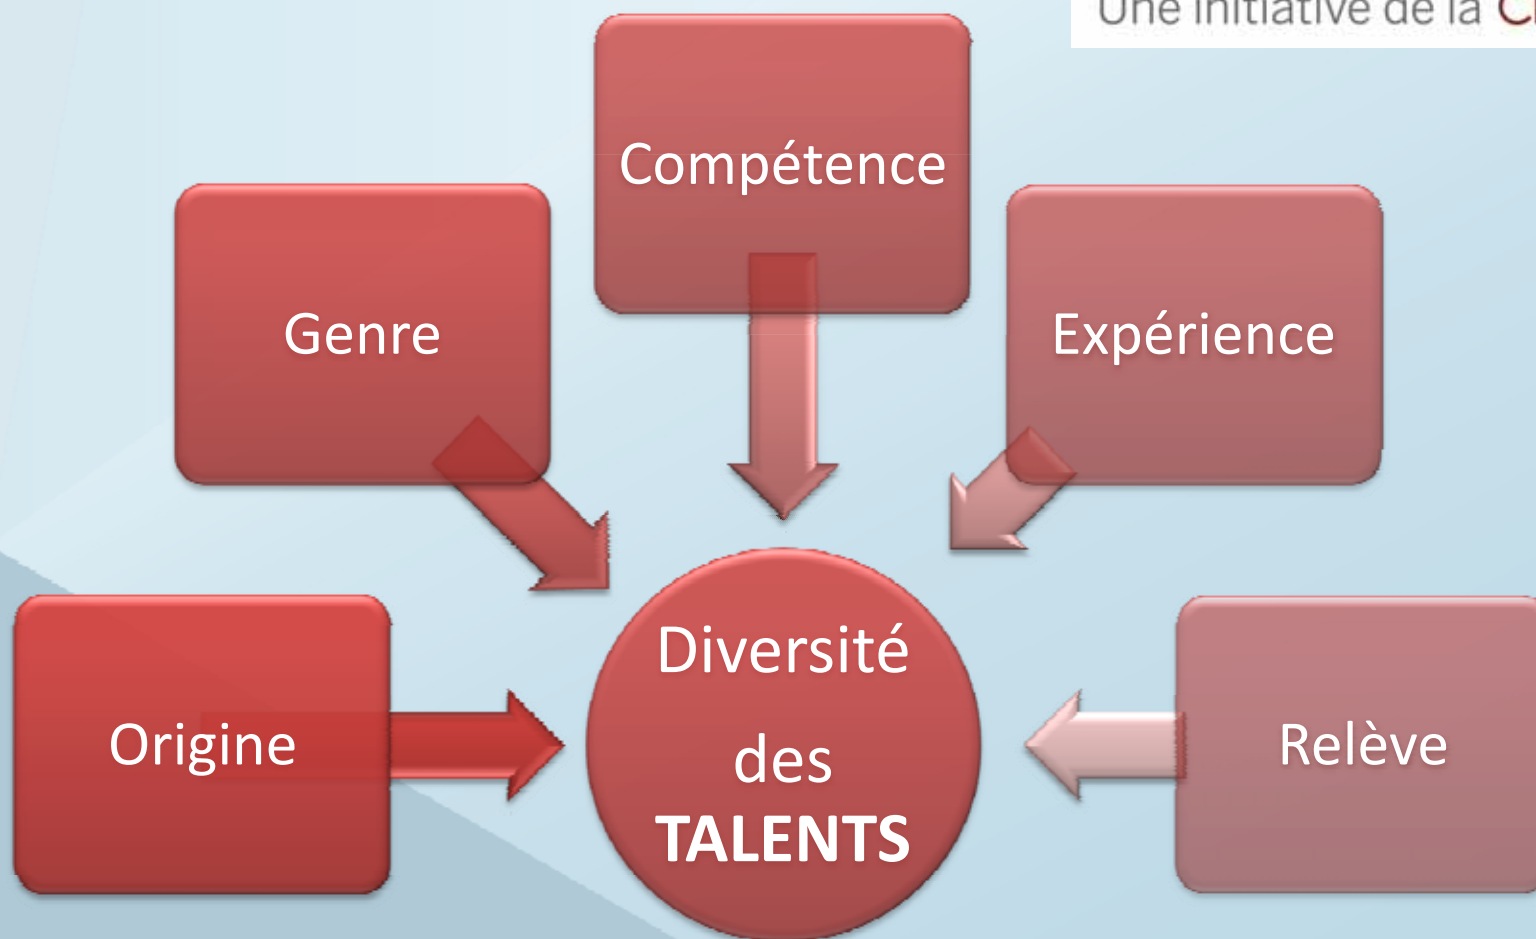 Une initiative de la
Compétence
Genre
Expérience
Origine
Diversité
des
TALENTS
Relève